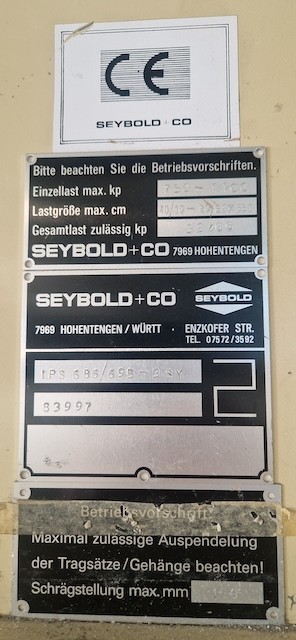 CE
SEYBOLD+CO
Bitte beachten Sie die Betriebsvorschriften.
Einzellast max. kp
Lastgröße max. cm
Gesamtlast zulässig kp
SEYBOLD+CO 7969 HOHENTENGEN
SEYBOLD+CO SEYBOLD
7969 HOHENTENGEN/WÜRTT · ENZKOFER STR.
TEL. 07572/3592
83997
Betriebsvorschrift
Maximal zulässige Auspendelung
der Tragsätze/Gehänge beachten!
Schrägstellung max. mm